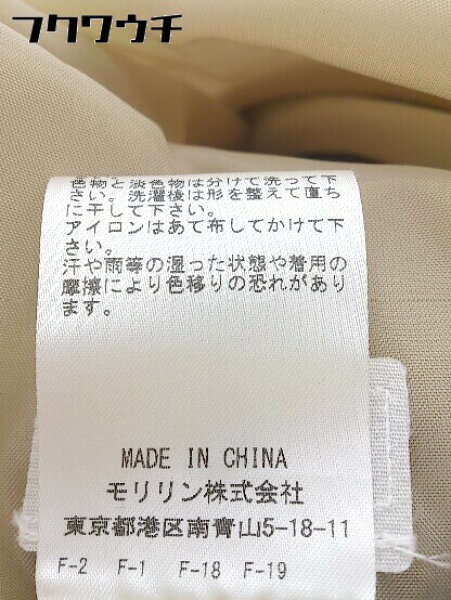 フクワウチ
色物と淡色物は分けて洗って下
さい。洗濯後は形を整えて直ち
に干して下さい。
アイロンはあて布してかけて下
さい。
汗や雨等の湿った状態や着用の
摩擦により色移りの恐れがあり
ます。
MADE IN CHINA
モリリン株式会社
東京都港区南青山5-18-11
F-2 F-1 F-18 F-19